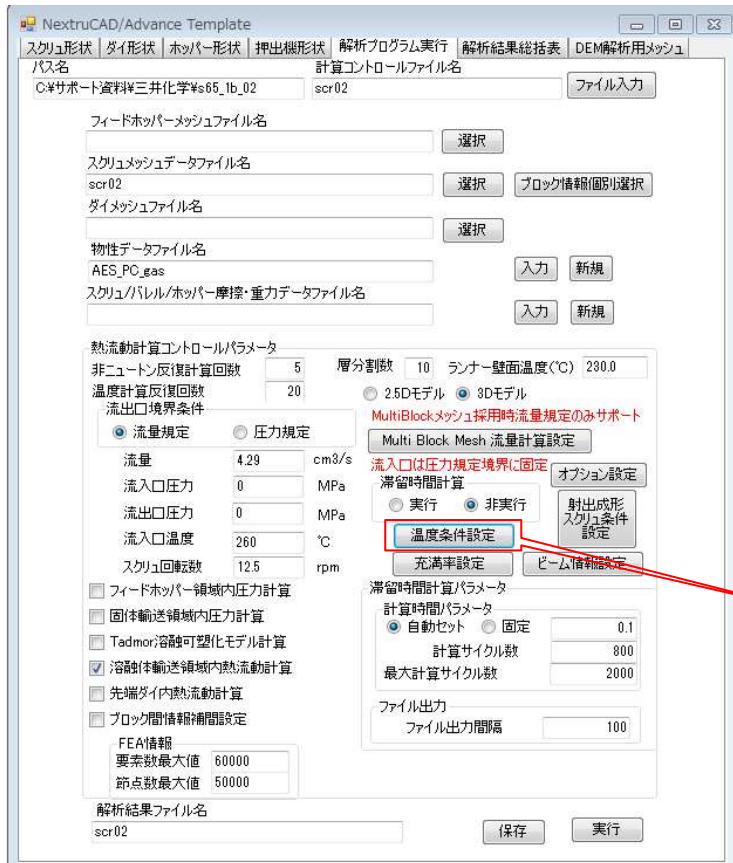 NextruCAD/Advance Template
スクリュ形状 ダイ形状 ホッパー形状 押出機形状 解析プログラム実行 解析結果総括表 DEM解析用メッシュ
パス名 計算コントロールファイル名
C:¥サポート資料¥三井化学¥s65_1b_02 scr02 ファイル入力
フィードホッパーメッシュファイル名
選択
スクリュメッシュデータファイル名
scr02 選択 ブロック情報個別選択
ダイメッシュファイル名
選択
物性データファイル名
AES_PC_gas 入力 新規
スクリュ/バレル/ホッパー摩擦・重力データファイル名
入力 新規
熱流動計算コントロールパラメータ
非ニュートン反復計算回数 5 層分割数 10 ランナー壁面温度(℃) 230.0
温度計算反復回数 20 2.5Dモデル 3Dモデル
流出口境界条件 MultiBlockメッシュ採用時流量規定のみサポート
流量規定 圧力規定 Multi Block Mesh 流量計算設定
流量 4.29 cm3/s 流入口は圧力規定境界に固定 オプション設定
流入口圧力 0 MPa 滞留時間計算
実行 非実行 射出成形スクリュ条件設定
流出口圧力 0 MPa
流入口温度 260 ℃ 温度条件設定
スクリュ回転数 12.5 rpm 充満率設定 ビーム情報設定
フィードホッパー領域内圧力計算 滞留時間計算パラメータ
固体輸送領域内圧力計算 計算時間パラメータ
自動セット 固定 0.1
Tadmor溶融可塑化モデル計算 計算サイクル数 800
溶融体輸送領域内熱流動計算 最大計算サイクル数 2000
先端ダイ内熱流動計算
ブロック間情報補間設定 ファイル出力
ファイル出力間隔 100
FEA情報
要素数最大値 60000
節点数最大値 50000
解析結果ファイル名
scr02 保存 実行